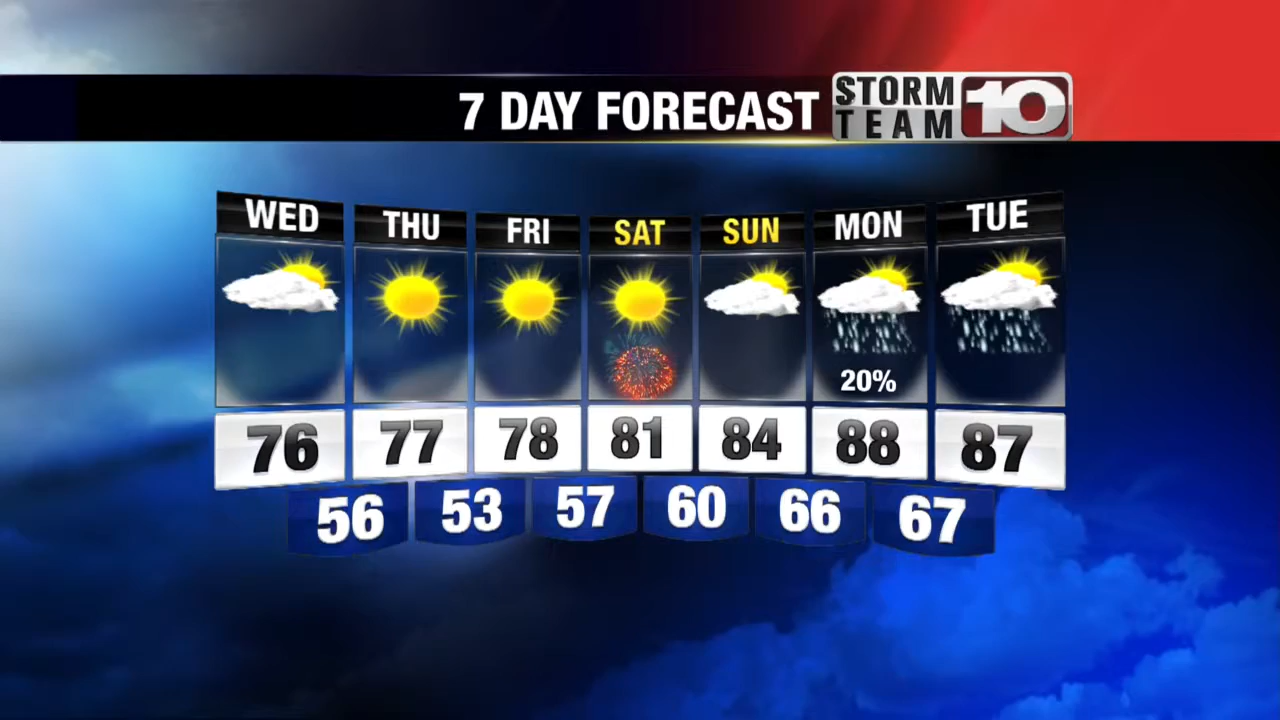 7 DAY FORECAST
STORM
TEAM
10
WED THU FRI SAT SUN MON TUE
20%
76 77 78 81 84 88 87
56 53 57 60 66 67